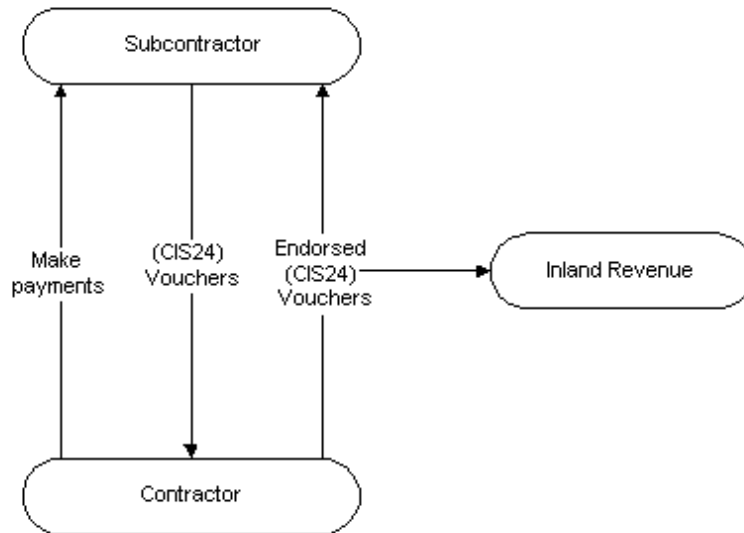 Subcontractor
Make
payments
(CIS24)
Vouchers
Endorsed
(CIS24)
Vouchers
Inland Revenue
Contractor